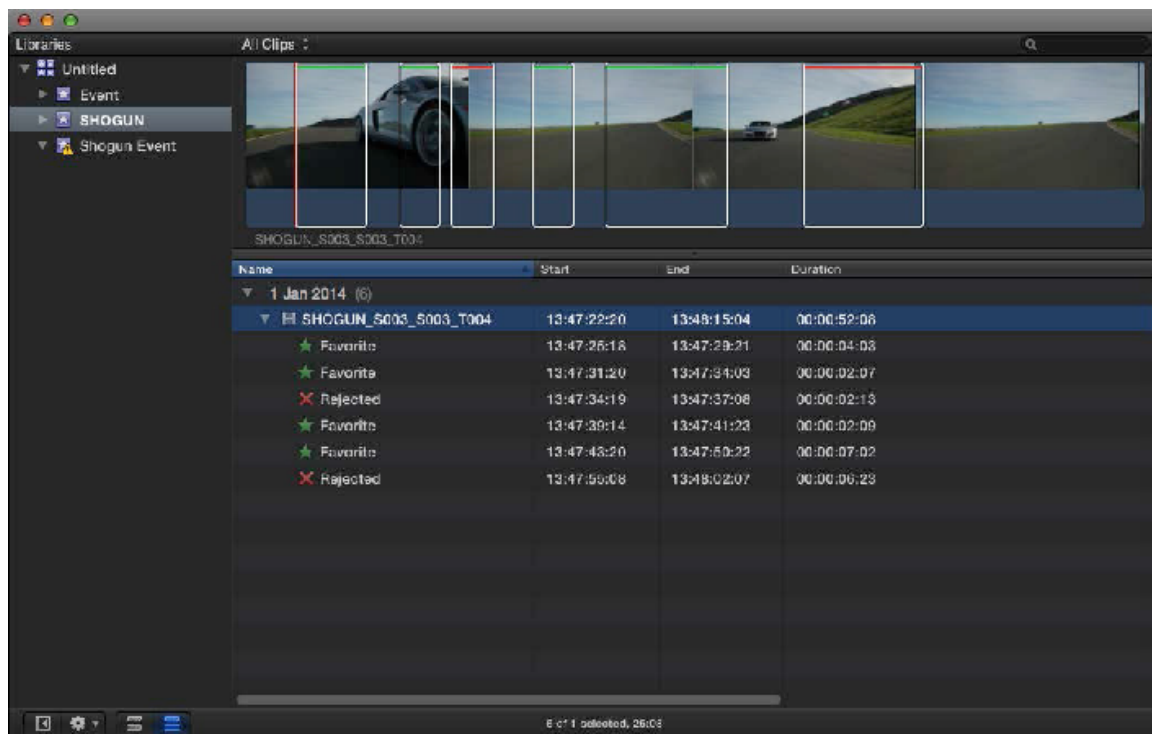 Libraries
All Clips
Untitled
Event
SHOGUN
Shogun Event
SHOGUN_S003_S003_T004
Name Start End Duration
1 Jan 2014 (6)
SHOGUN_S003_S003_T004 13:47:22:20 13:48:15:04 00:00:52:08
Favorite 13:47:25:18 13:47:29:21 00:00:04:03
Favorite 13:47:31:20 13:47:34:03 00:00:02:07
Rejected 13:47:34:19 13:47:37:08 00:00:02:13
Favorite 13:47:39:14 13:47:41:23 00:00:02:09
Favorite 13:47:43:20 13:47:50:22 00:00:07:02
Rejected 13:47:55:08 13:48:02:07 00:00:06:23
6 of 1 selected, 26:08